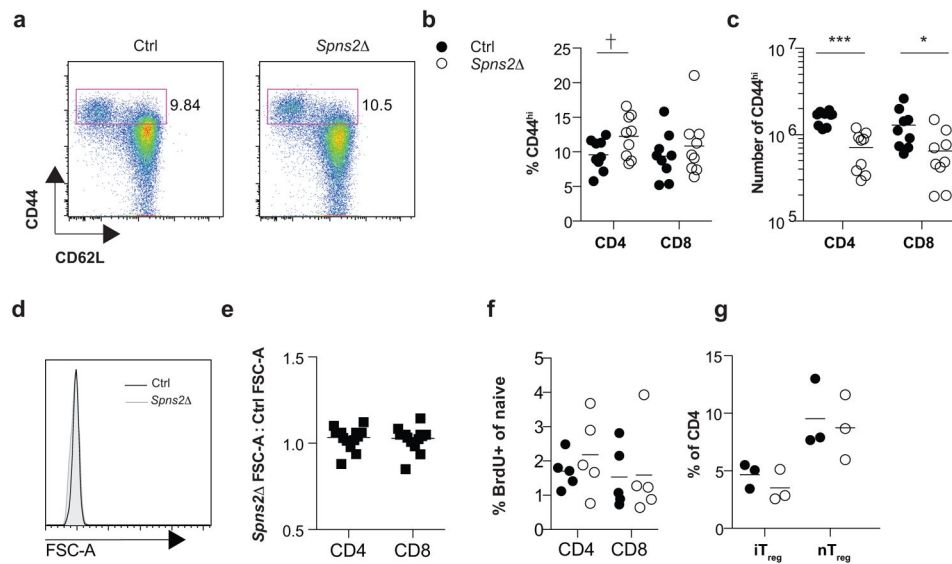 a
Ctrl
Spns2Δ
9.84
10.5
CD44
CD62L
b
Ctrl
Spns2Δ
†
% CD44hi
25
20
15
10
5
0
CD4
CD8
c
***
*
Number of CD44hi
10^7
10^6
10^5
CD4
CD8
d
Ctrl
Spns2Δ
FSC-A
e
Spns2Δ FSC-A : Ctrl FSC-A
1.5
1.0
0.5
CD4
CD8
f
% BrdU+ of naive
5
4
3
2
1
0
CD4
CD8
g
% of CD4
15
10
5
0
iTreg
nTreg